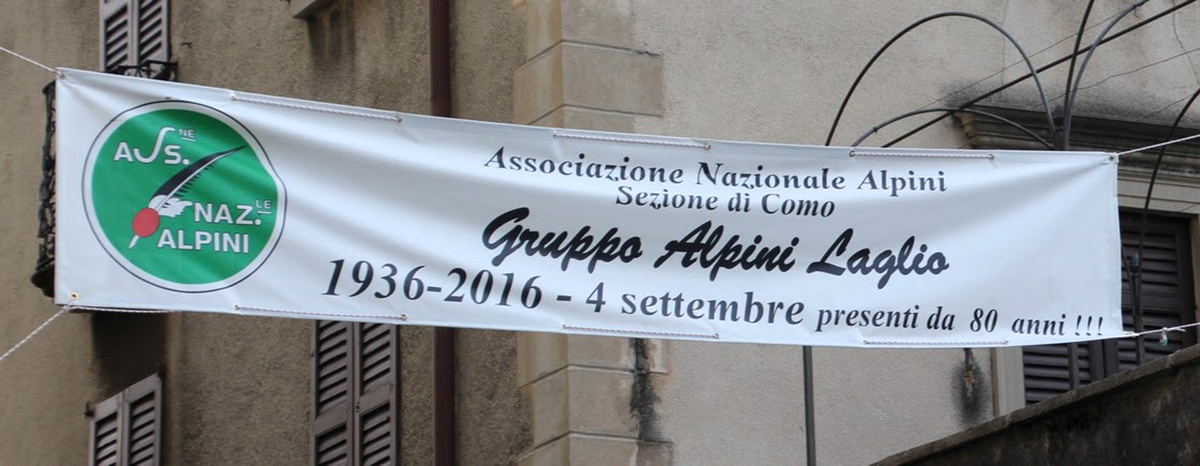 Ass.NE
NAZ.LE
ALPINI
Associazione Nazionale Alpini
Sezione di Como
Gruppo Alpini Laglio
1936-2016 - 4 settembre presenti da 80 anni !!!